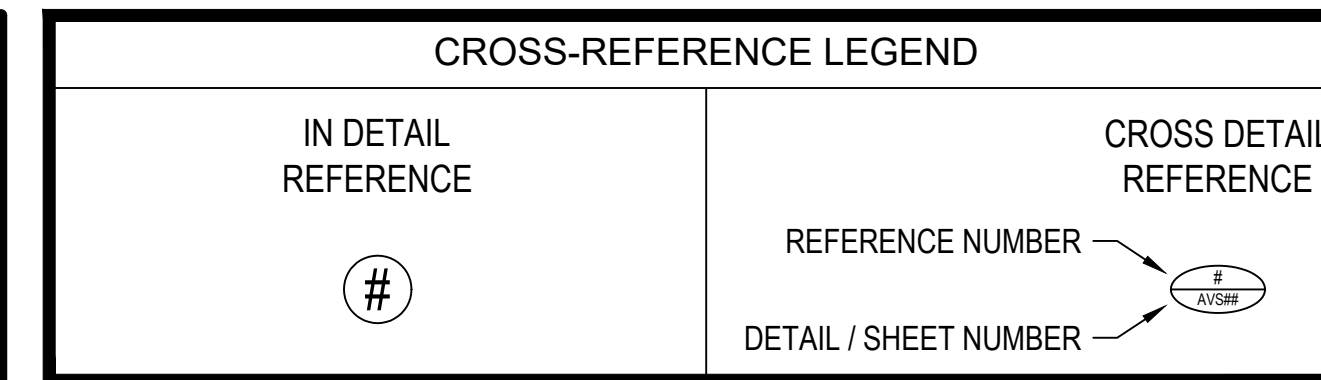 CROSS-REFERENCE LEGEND
IN DETAIL
REFERENCE
#
CROSS DETAIL
REFERENCE
REFERENCE NUMBER
#
AVS##
DETAIL / SHEET NUMBER